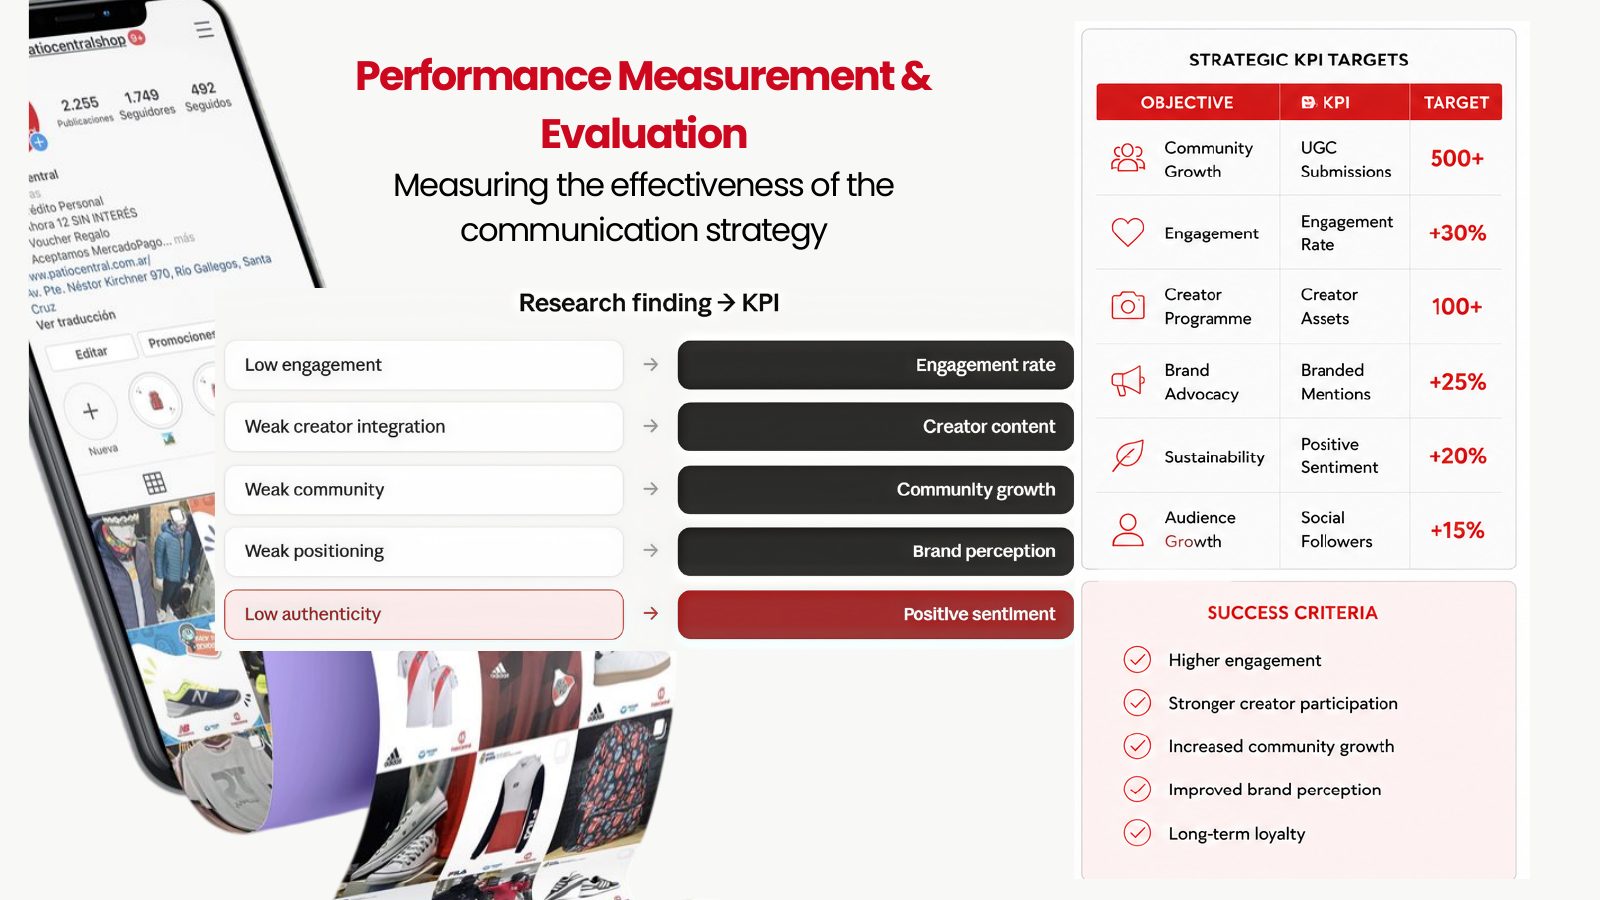 atiocentralshop 9+
2.255
Publicaciones
1.749
Seguidores
492
Seguidos
entral
as
édito Personal
hora 12 SIN INTERÉS
Voucher Regalo
Aceptamos MercadoPago... más
ww.patiocentral.com.ar/
Av. Pte. Néstor Kirchner 970, Río Gallegos, Santa
Cruz
Ver traducción
Editar
Promociones
Nueva
Performance Measurement &
Evaluation
Measuring the effectiveness of the
communication strategy
Research finding → KPI
Low engagement → Engagement rate
Weak creator integration → Creator content
Weak community → Community growth
Weak positioning → Brand perception
Low authenticity → Positive sentiment
adidas
adidas
adidas
FILA
STRATEGIC KPI TARGETS
OBJECTIVE
KPI
TARGET
Community
Growth
UGC
Submissions
500+
Engagement
Engagement
Rate
+30%
Creator
Programme
Creator
Assets
100+
Brand
Advocacy
Branded
Mentions
+25%
Sustainability
Positive
Sentiment
+20%
Audience
Growth
Social
Followers
+15%
SUCCESS CRITERIA
Higher engagement
Stronger creator participation
Increased community growth
Improved brand perception
Long-term loyalty